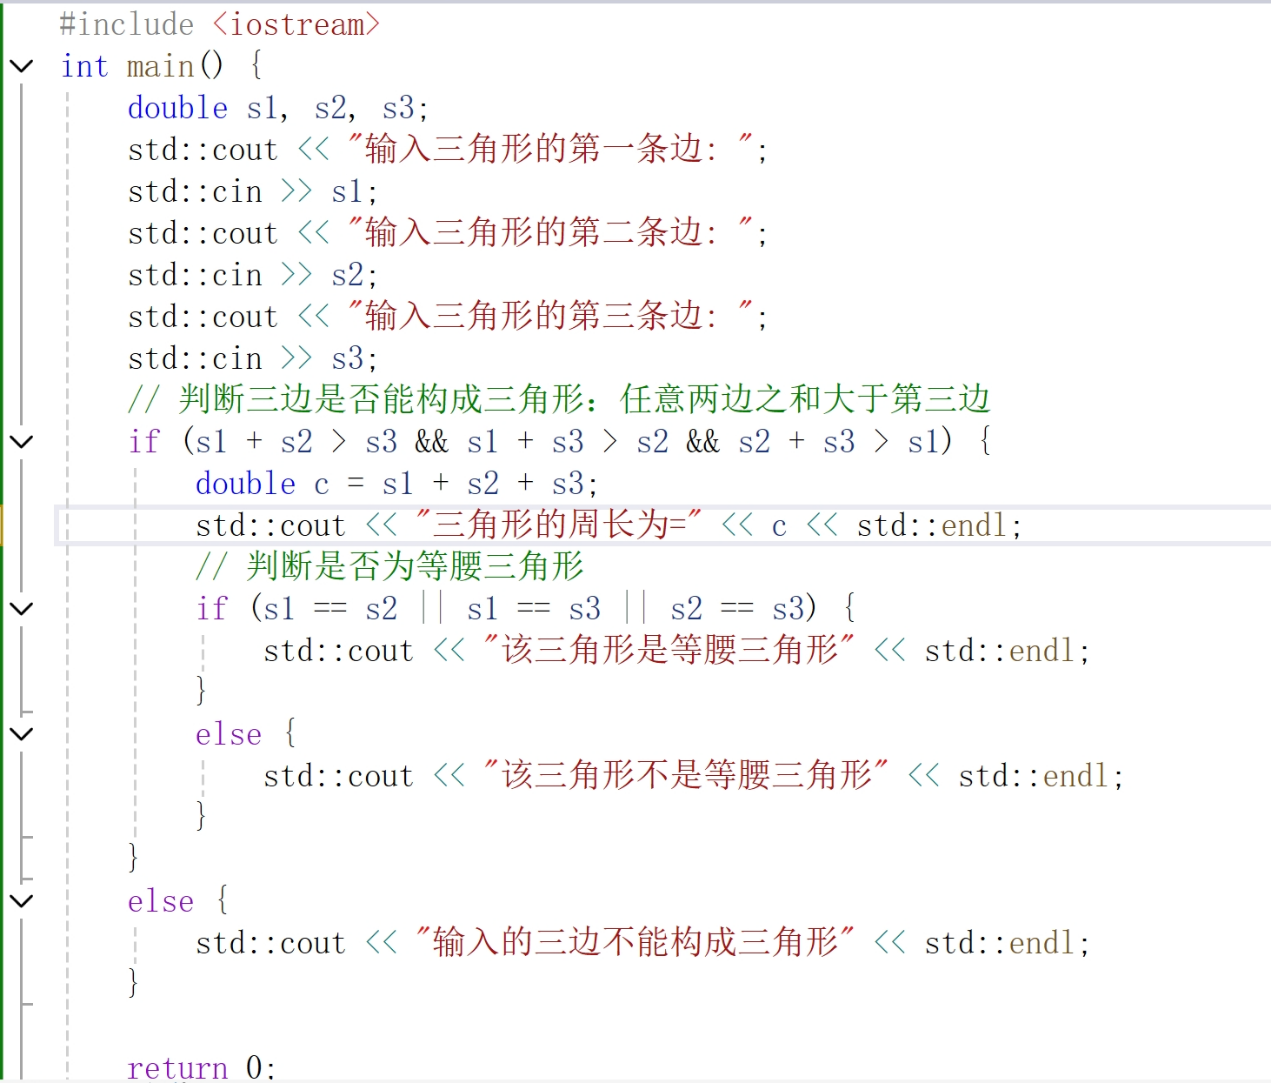 #include <iostream>
int main() {
    double s1, s2, s3;
    std::cout << "输入三角形的第一条边: ";
    std::cin >> s1;
    std::cout << "输入三角形的第二条边: ";
    std::cin >> s2;
    std::cout << "输入三角形的第三条边: ";
    std::cin >> s3;
    // 判断三边是否能构成三角形：任意两边之和大于第三边
    if (s1 + s2 > s3 && s1 + s3 > s2 && s2 + s3 > s1) {
        double c = s1 + s2 + s3;
        std::cout << "三角形的周长为=" << c << std::endl;
        // 判断是否为等腰三角形
        if (s1 == s2 || s1 == s3 || s2 == s3) {
            std::cout << "该三角形是等腰三角形" << std::endl;
        }
        else {
            std::cout << "该三角形不是等腰三角形" << std::endl;
        }
    }
    else {
        std::cout << "输入的三边不能构成三角形" << std::endl;
    }
    return 0;